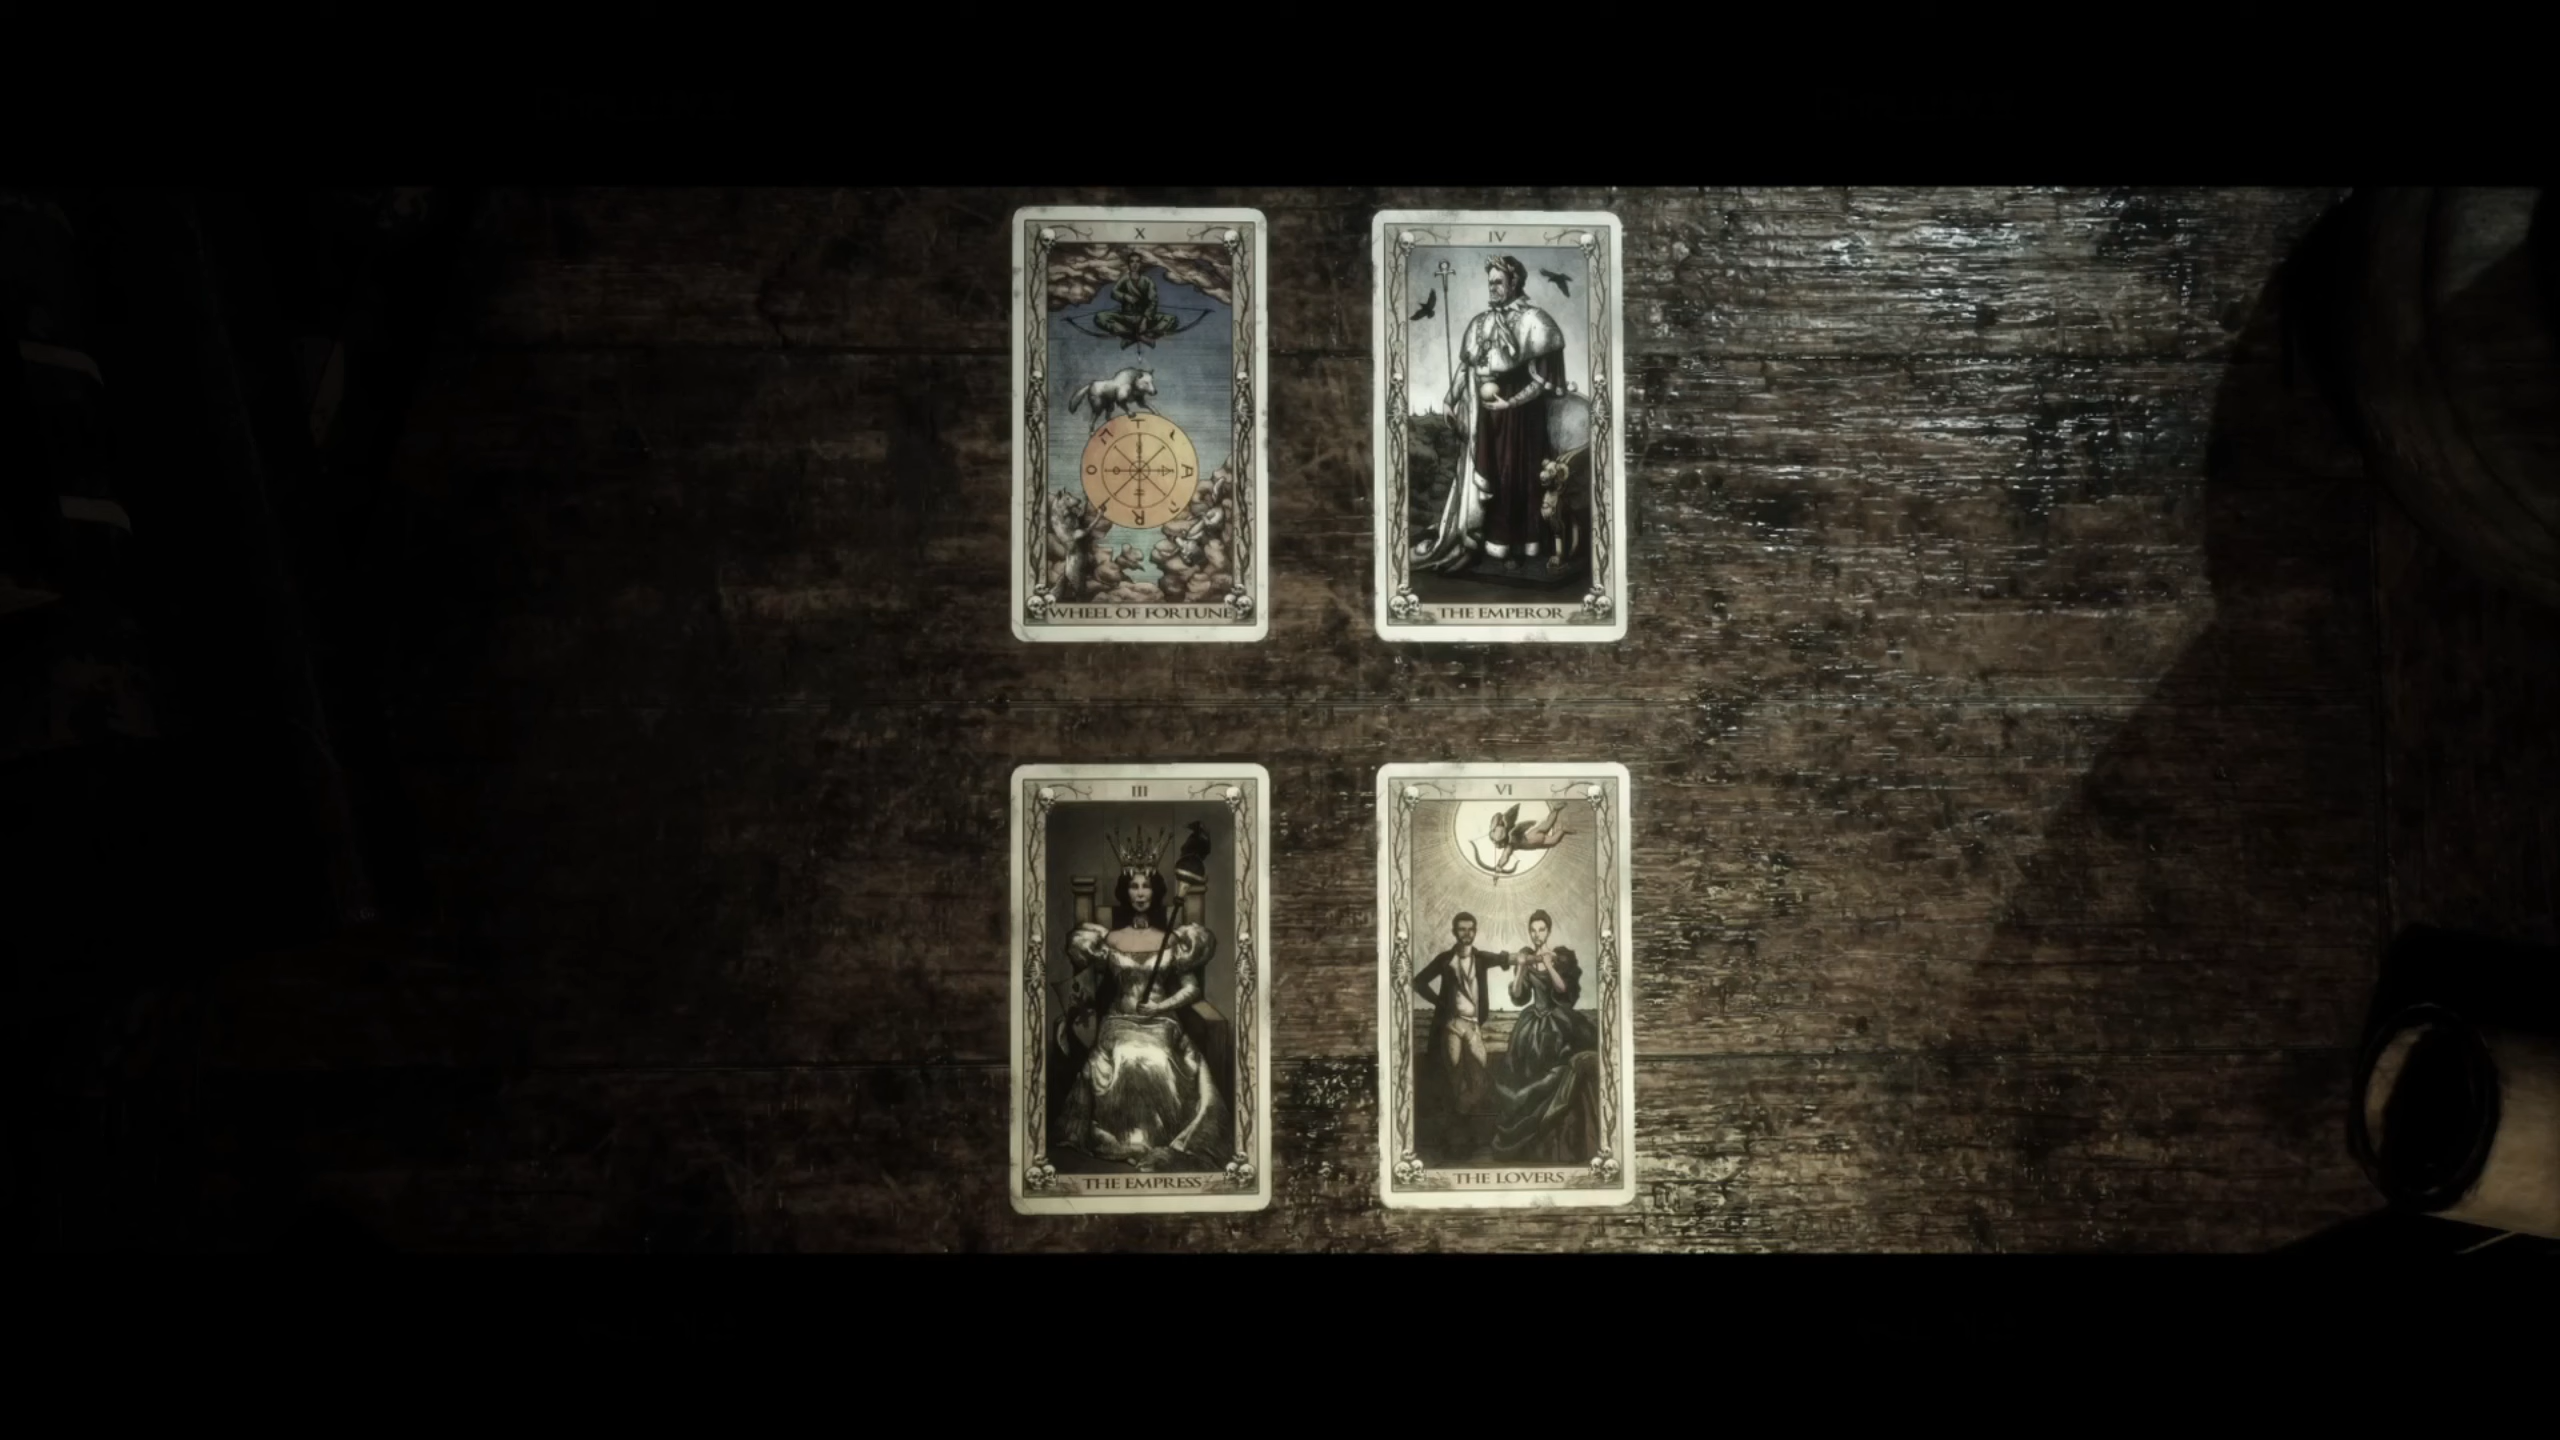 X
WHEEL OF FORTUNE
IV
THE EMPEROR
III
THE EMPRESS
VI
THE LOVERS